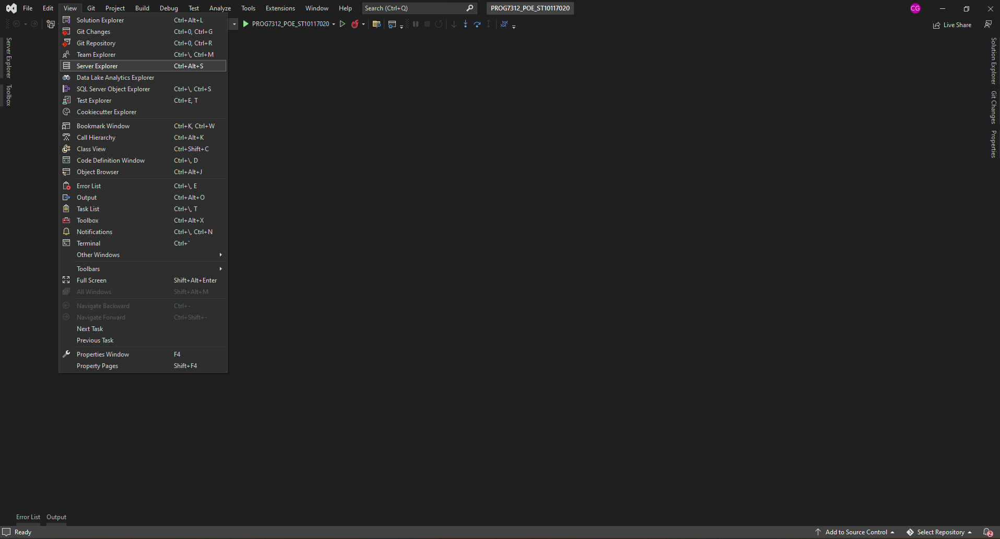 File Edit View Git Project Build Debug Test Analyze Tools Extensions Window Help Search (Ctrl+Q) PROG7312_POE_ST10117020 CG
PROG7312_POE_ST10117020 Live Share
Server Explorer
Toolbox
Solution Explorer Ctrl+Alt+L
Git Changes Ctrl+0, Ctrl+G
Git Repository Ctrl+0, Ctrl+R
Team Explorer Ctrl+\, Ctrl+M
Server Explorer Ctrl+Alt+S
Data Lake Analytics Explorer
SQL Server Object Explorer Ctrl+\, Ctrl+S
Test Explorer Ctrl+E, T
Cookiecutter Explorer
Bookmark Window Ctrl+K, Ctrl+W
Call Hierarchy Ctrl+Alt+K
Class View Ctrl+Shift+C
Code Definition Window Ctrl+\, D
Object Browser Ctrl+Alt+J
Error List Ctrl+\, E
Output Ctrl+Alt+O
Task List Ctrl+\, T
Toolbox Ctrl+Alt+X
Notifications Ctrl+\, Ctrl+N
Terminal Ctrl+`
Other Windows
Toolbars
Full Screen Shift+Alt+Enter
All Windows Shift+Alt+M
Navigate Backward Ctrl+-
Navigate Forward Ctrl+Shift+-
Next Task
Previous Task
Properties Window F4
Property Pages Shift+F4
Solution Explorer
Git Changes
Properties
Error List Output
Ready Add to Source Control Select Repository 2